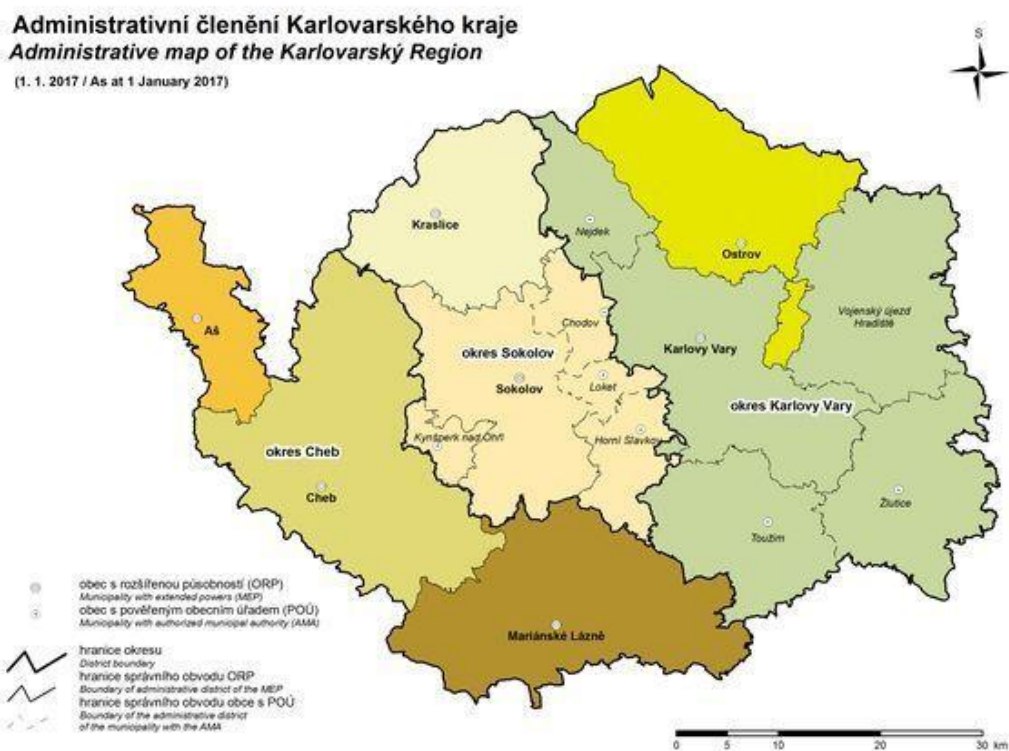 Administrativní členění Karlovarského kraje
Administrative map of the Karlovarský Region
(1. 1. 2017 / As at 1 January 2017)
S
Kraslice
Nejdek
Ostrov
Aš
Chodov
Vojenský újezd
Hradiště
okres Sokolov
Karlovy Vary
Sokolov
Loket
okres Karlovy Vary
Kynšperk nad Ohří
Horní Slavkov
okres Cheb
Cheb
Žlutice
Toužim
Mariánské Lázně
obec s rozšířenou působností (ORP)
Municipality with extended powers (MEP)
obec s pověřeným obecním úřadem (POÚ)
Municipality with authorized municipal authority (AMA)
hranice okresu
District boundary
hranice správního obvodu ORP
Boundary of administrative district of the MEP
hranice správního obvodu obce s POÚ
Boundary of the administrative district
of the municipality with the AMA
0 5 10 20 30 km